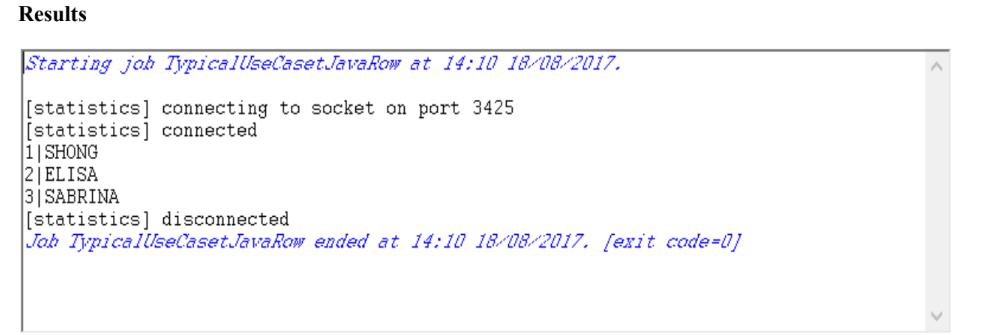 Results
Starting job TypicalUseCasetJavaRow at 14:10 18/08/2017.
[statistics] connecting to socket on port 3425
[statistics] connected
1|SHONG
2|ELISA
3|SABRINA
[statistics] disconnected
Job TypicalUseCasetJavaRow ended at 14:10 18/08/2017. [exit code=0]